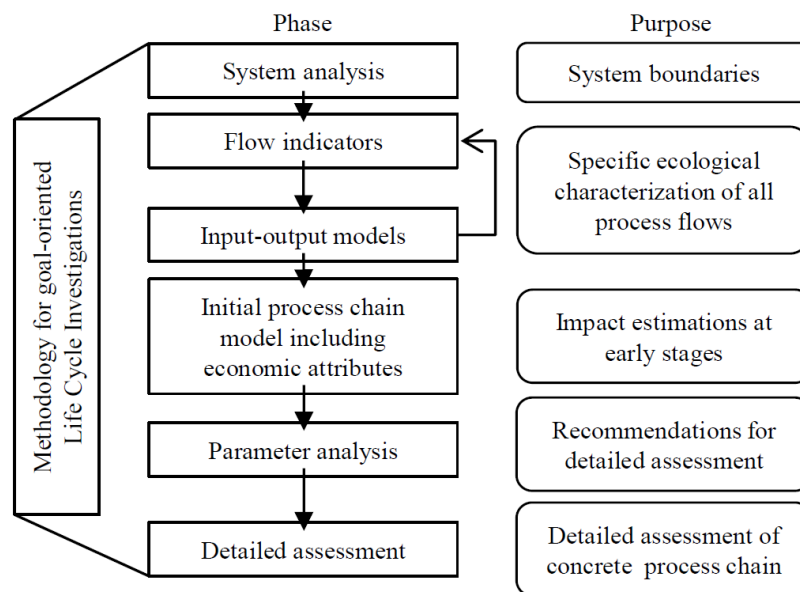 Phase
Purpose
System analysis
System boundaries
Flow indicators
Specific ecological
characterization of all
process flows
Input-output models
Initial process chain
model including
economic attributes
Impact estimations at
early stages
Parameter analysis
Recommendations for
detailed assessment
Detailed assessment
Detailed assessment of
concrete process chain
Methodology for goal-oriented
Life Cycle Investigations